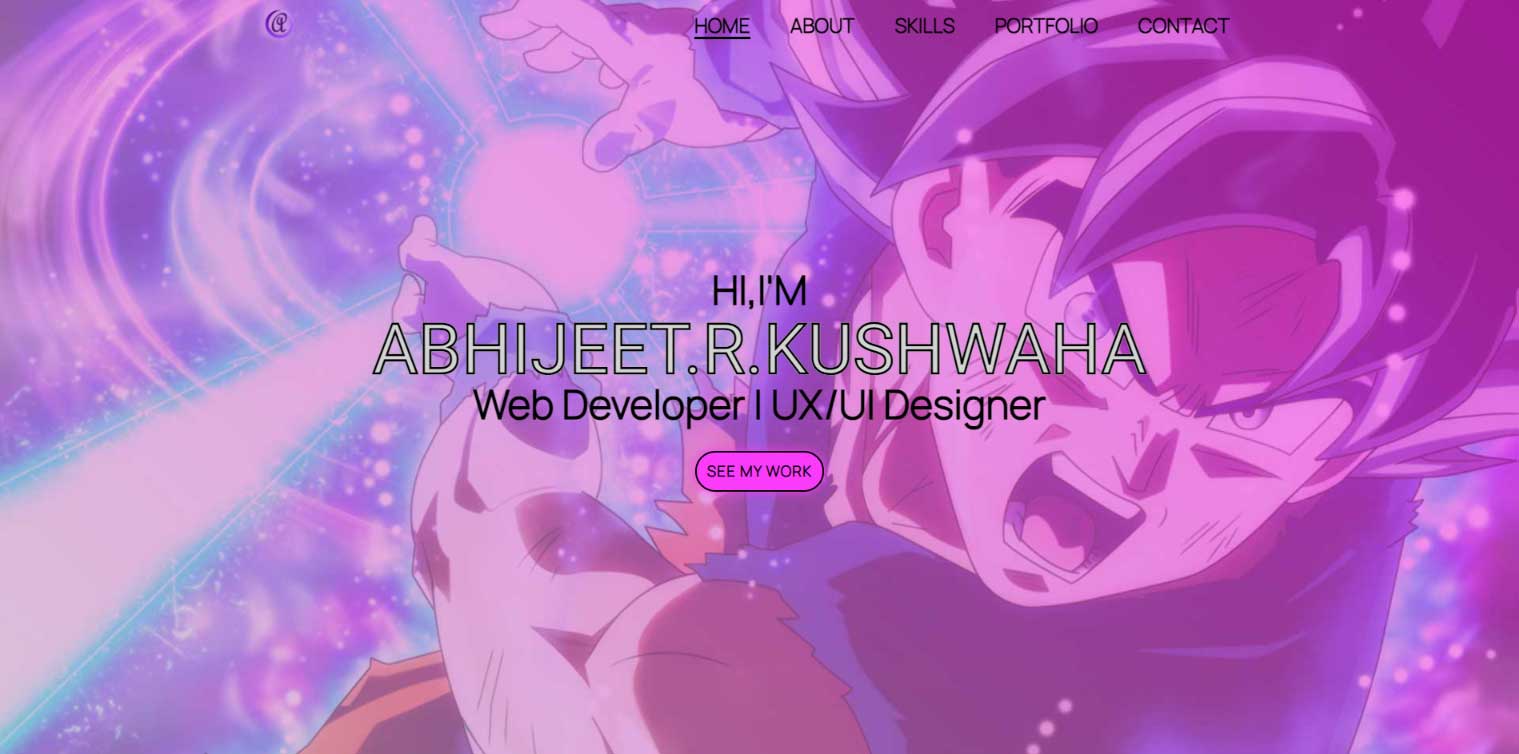 HOME ABOUT SKILLS PORTFOLIO CONTACT
HI,I'M
ABHIJEET.R.KUSHWAHA
Web Developer | UX/UI Designer
SEE MY WORK